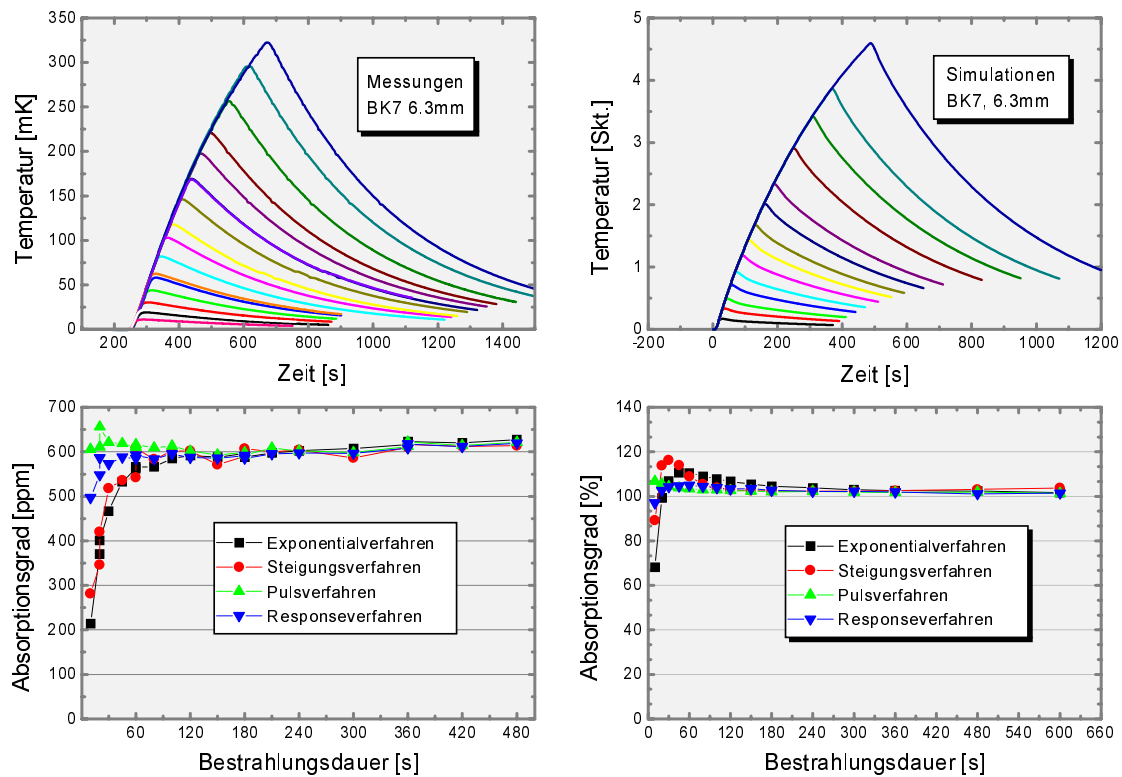 350
300
250
200
150
100
50
0
Temperatur [mK]
Messungen
BK7 6.3mm
200 400 600 800 1000 1200 1400
Zeit [s]
5
4
3
2
1
0
Temperatur [Skt.]
Simulationen
BK7, 6.3mm
-200 0 200 400 600 800 1000 1200
Zeit [s]
700
600
500
400
300
200
100
0
Absorptionsgrad [ppm]
Exponentialverfahren
Steigungsverfahren
Pulsverfahren
Responseverfahren
60 120 180 240 300 360 420 480
Bestrahlungsdauer [s]
140
120
100
80
60
40
20
0
Absorptionsgrad [%]
Exponentialverfahren
Steigungsverfahren
Pulsverfahren
Responseverfahren
0 60 120 180 240 300 360 420 480 540 600 660
Bestrahlungsdauer [s]